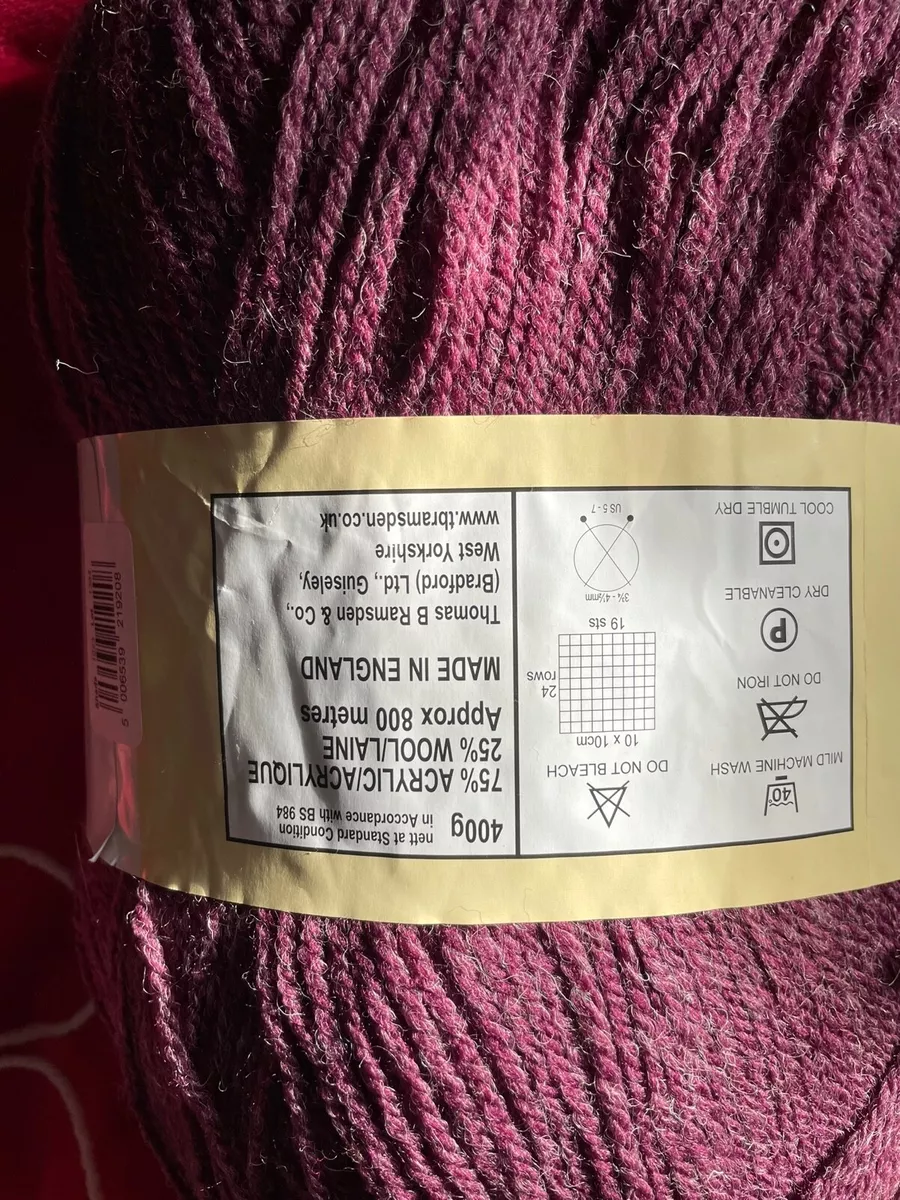 MILD MACHINE WASH
DO NOT BLEACH
40
DO NOT IRON
10 x 10cm
24
rows
19 sts
P
DRY CLEANABLE
3¾ - 4½mm
US 5 - 7
COOL TUMBLE DRY
400g nett at Standard Condition
in Accordance with BS 984
75% ACRYLIC/ACRYLIQUE
25% WOOL/LAINE
Approx 800 metres
MADE IN ENGLAND
Thomas B Ramsden & Co.,
(Bradford) Ltd., Guiseley,
West Yorkshire
www.tbramsden.co.uk
5 006539 219208